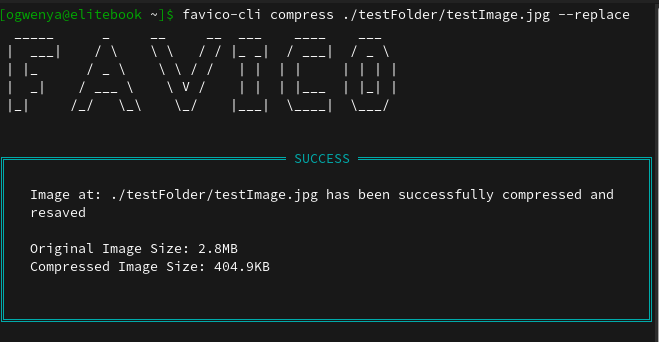 [ogwenya@elitebook ~]$ favico-cli compress ./testFolder/testImage.jpg --replace
FAVICO
SUCCESS
Image at: ./testFolder/testImage.jpg has been successfully compressed and
resaved
Original Image Size: 2.8MB
Compressed Image Size: 404.9KB